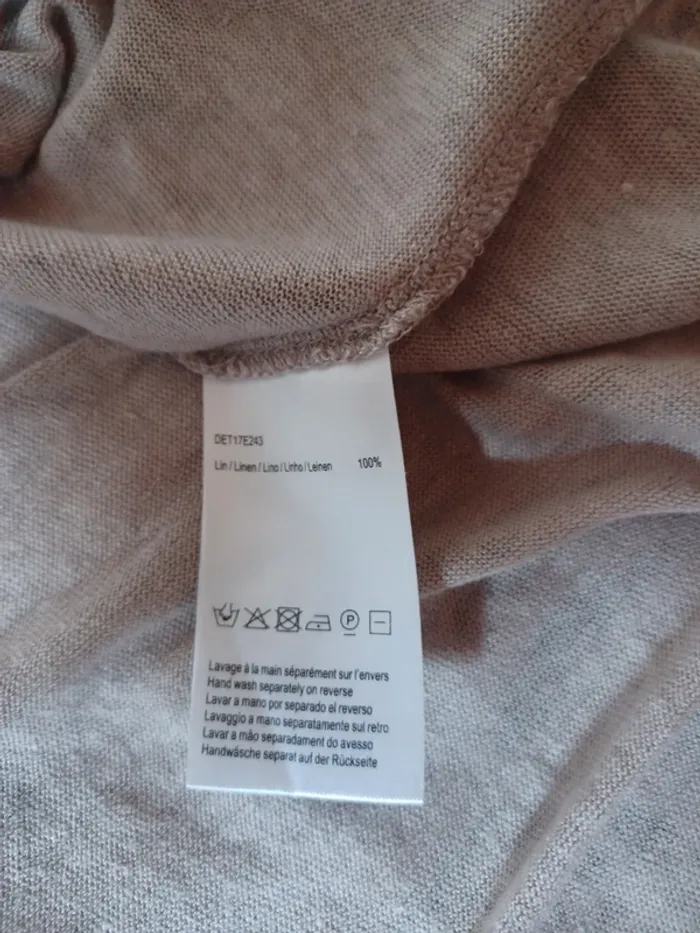 DET17E243
Lin / Linen / Lino / Linho / Leinen 100%
P
Lavage à la main séparément sur l'envers
Hand wash separately on reverse
Lavar a mano por separado el reverso
Lavaggio a mano separatamente sul retro
Lavar a mão separadament do avesso
Handwäsche separat auf der Rückseite